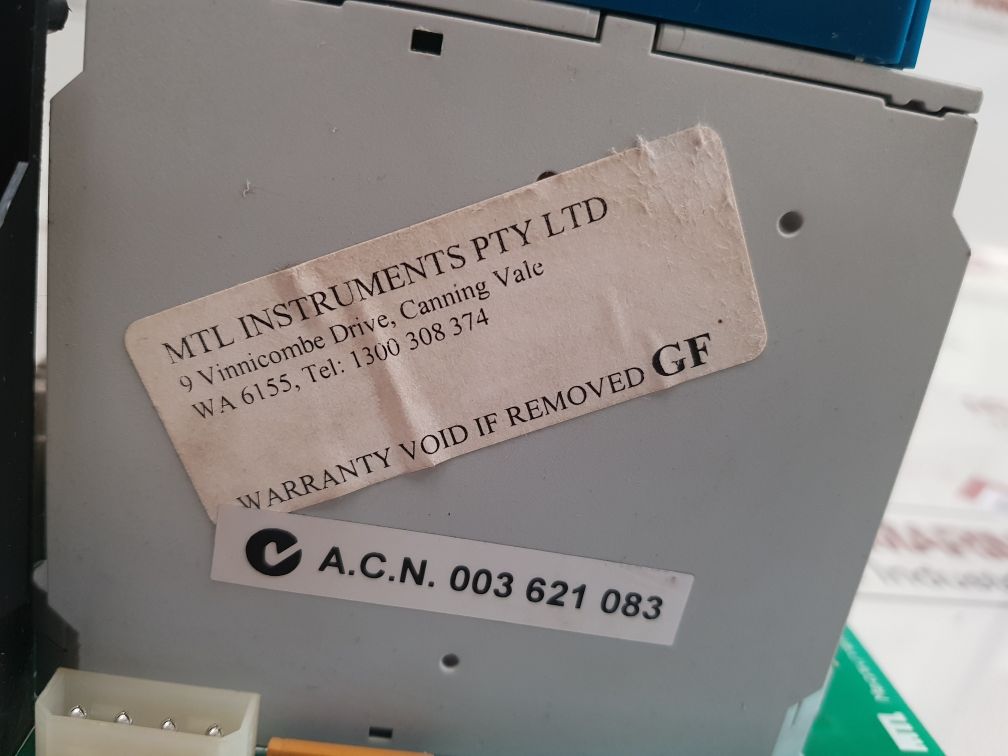 MTL INSTRUMENTS PTY LTD
9 Vinnicombe Drive, Canning Vale
WA 6155, Tel: 1300 308 374
WARRANTY VOID IF REMOVED GF
A.C.N. 003 621 083
MTL